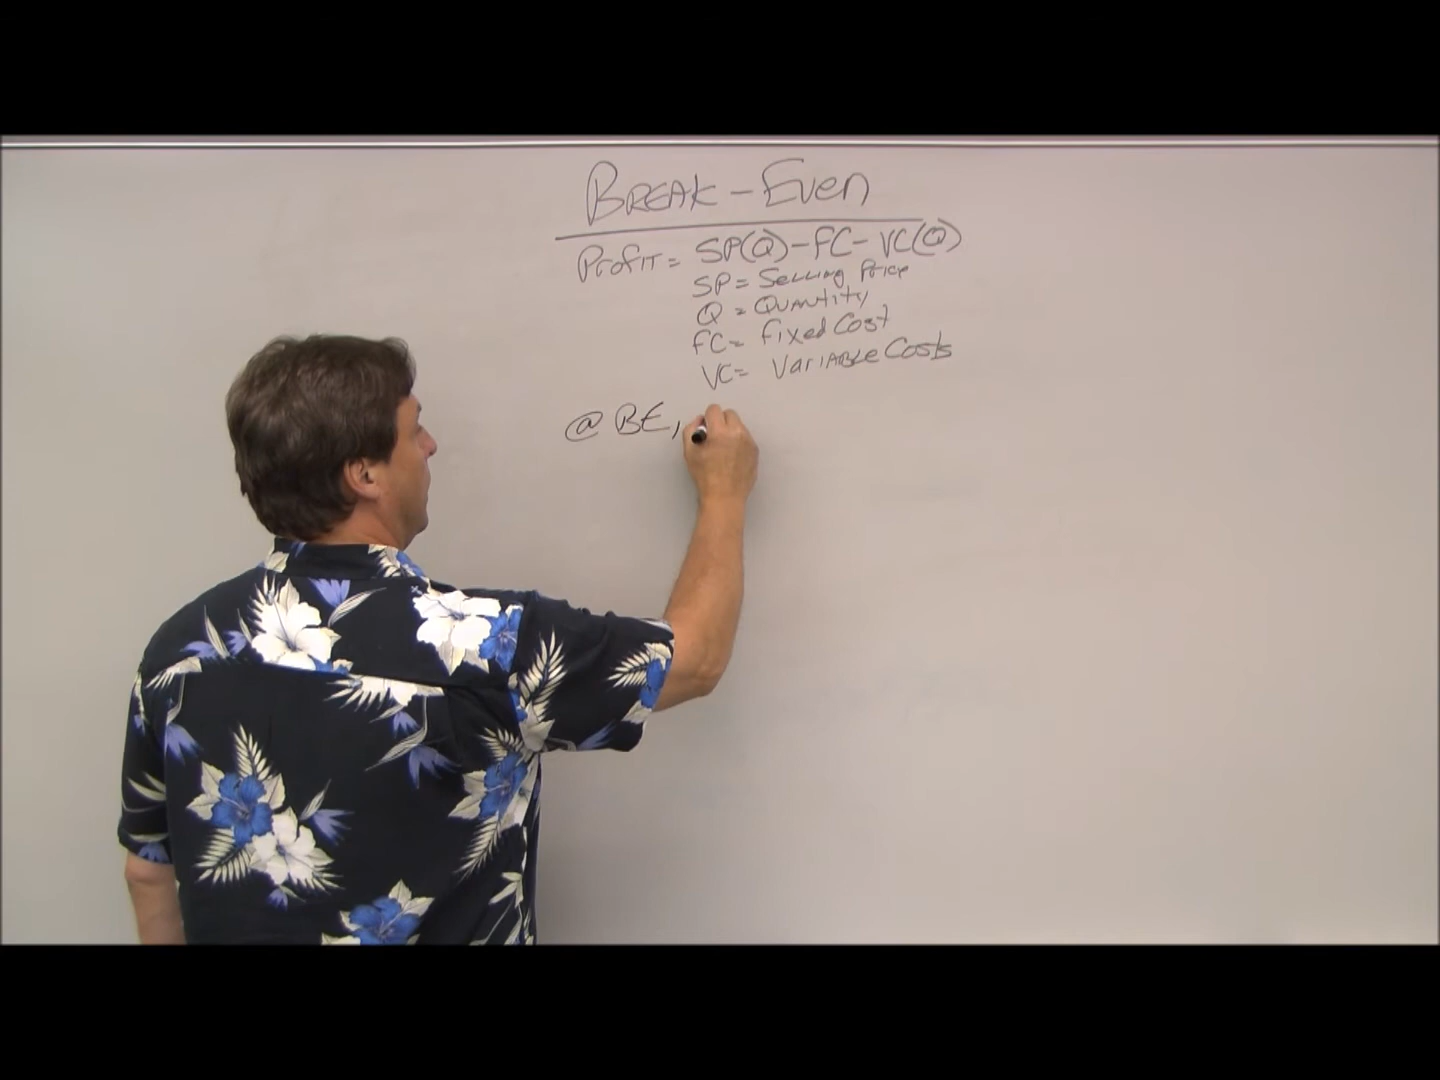 BREAK-EVEN
PROFIT = SP(Q)-FC-VC(Q)
SP = Selling Price
Q = Quantity
FC = Fixed Cost
VC = Variable Costs
@ BE,